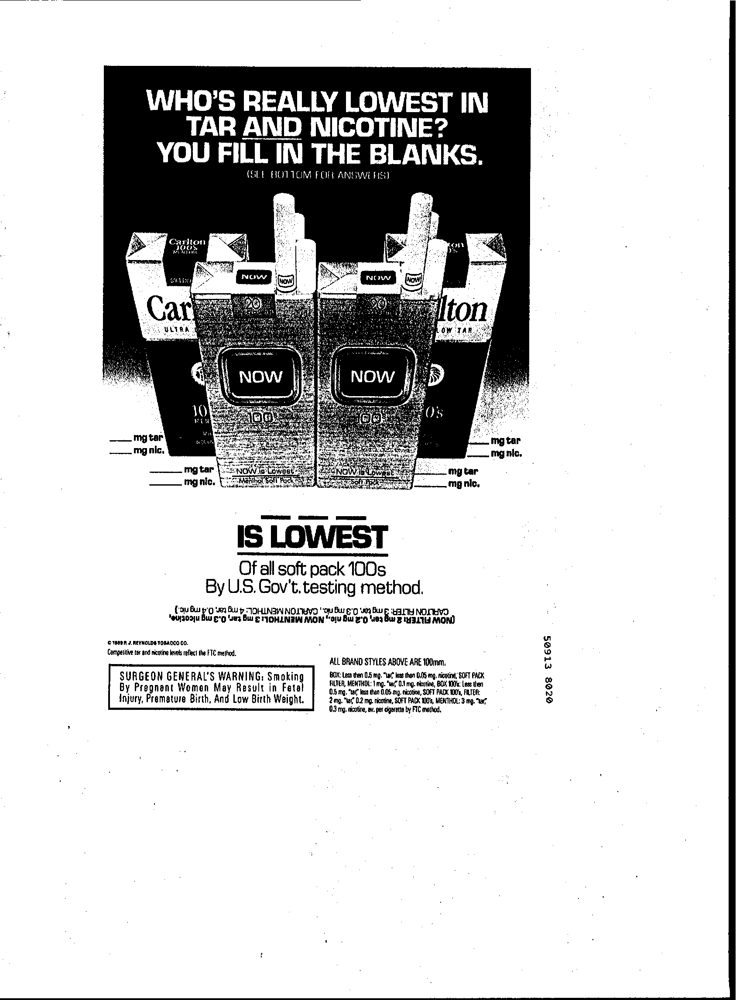 WHO'S REALLY LOWEST IN
TAR AND NICOTINE?
YOU FILL IN THE BLANKS.
(SEE BOTTOM FOR ANSWERS)
Carlton
100's
MENTHOL
NOW
NOW
NOW
NOW
20
20
Car
lton
ULTRA
LOW TAR
NOW
NOW
10
0's
100
100
___ mg tar
___ mg nic.
___ mg tar
___ mg nic.
___ mg tar
___ mg nic.
___ mg tar
___ mg nic.
NOW is Lowest
Menthol Soft Pack
NOW is Lowest
Soft Pack
___ ___ ___
IS LOWEST
Of all soft pack 100s
By U.S. Gov't. testing method.
(NOW FILTER: 2 mg tar, 0.2 mg nic., NOW MENTHOL: 3 mg tar, 0.3 mg nicotine,
CARLTON FILTER: 3 mg tar, 0.3 mg nic., CARLTON MENTHOL: 4 mg tar, 0.4 mg nic.)
© 1989 R. J. REYNOLDS TOBACCO CO.
Competitive tar and nicotine levels reflect the FTC method.
SURGEON GENERAL'S WARNING: Smoking
By Pregnant Women May Result in Fetal
Injury, Premature Birth, And Low Birth Weight.
ALL BRAND STYLES ABOVE ARE 100mm.
BOX: Less than 0.5 mg. "tar," less than 0.05 mg. nicotine, SOFT PACK
FILTER, MENTHOL: 1 mg. "tar," 0.1 mg. nicotine, BOX 100's: Less than
0.5 mg. "tar," less than 0.05 mg. nicotine, SOFT PACK 100's, FILTER:
2 mg. "tar," 0.2 mg. nicotine, SOFT PACK 100's, MENTHOL: 3 mg. "tar,"
0.3 mg. nicotine, av. per cigarette by FTC method.
50913 8020